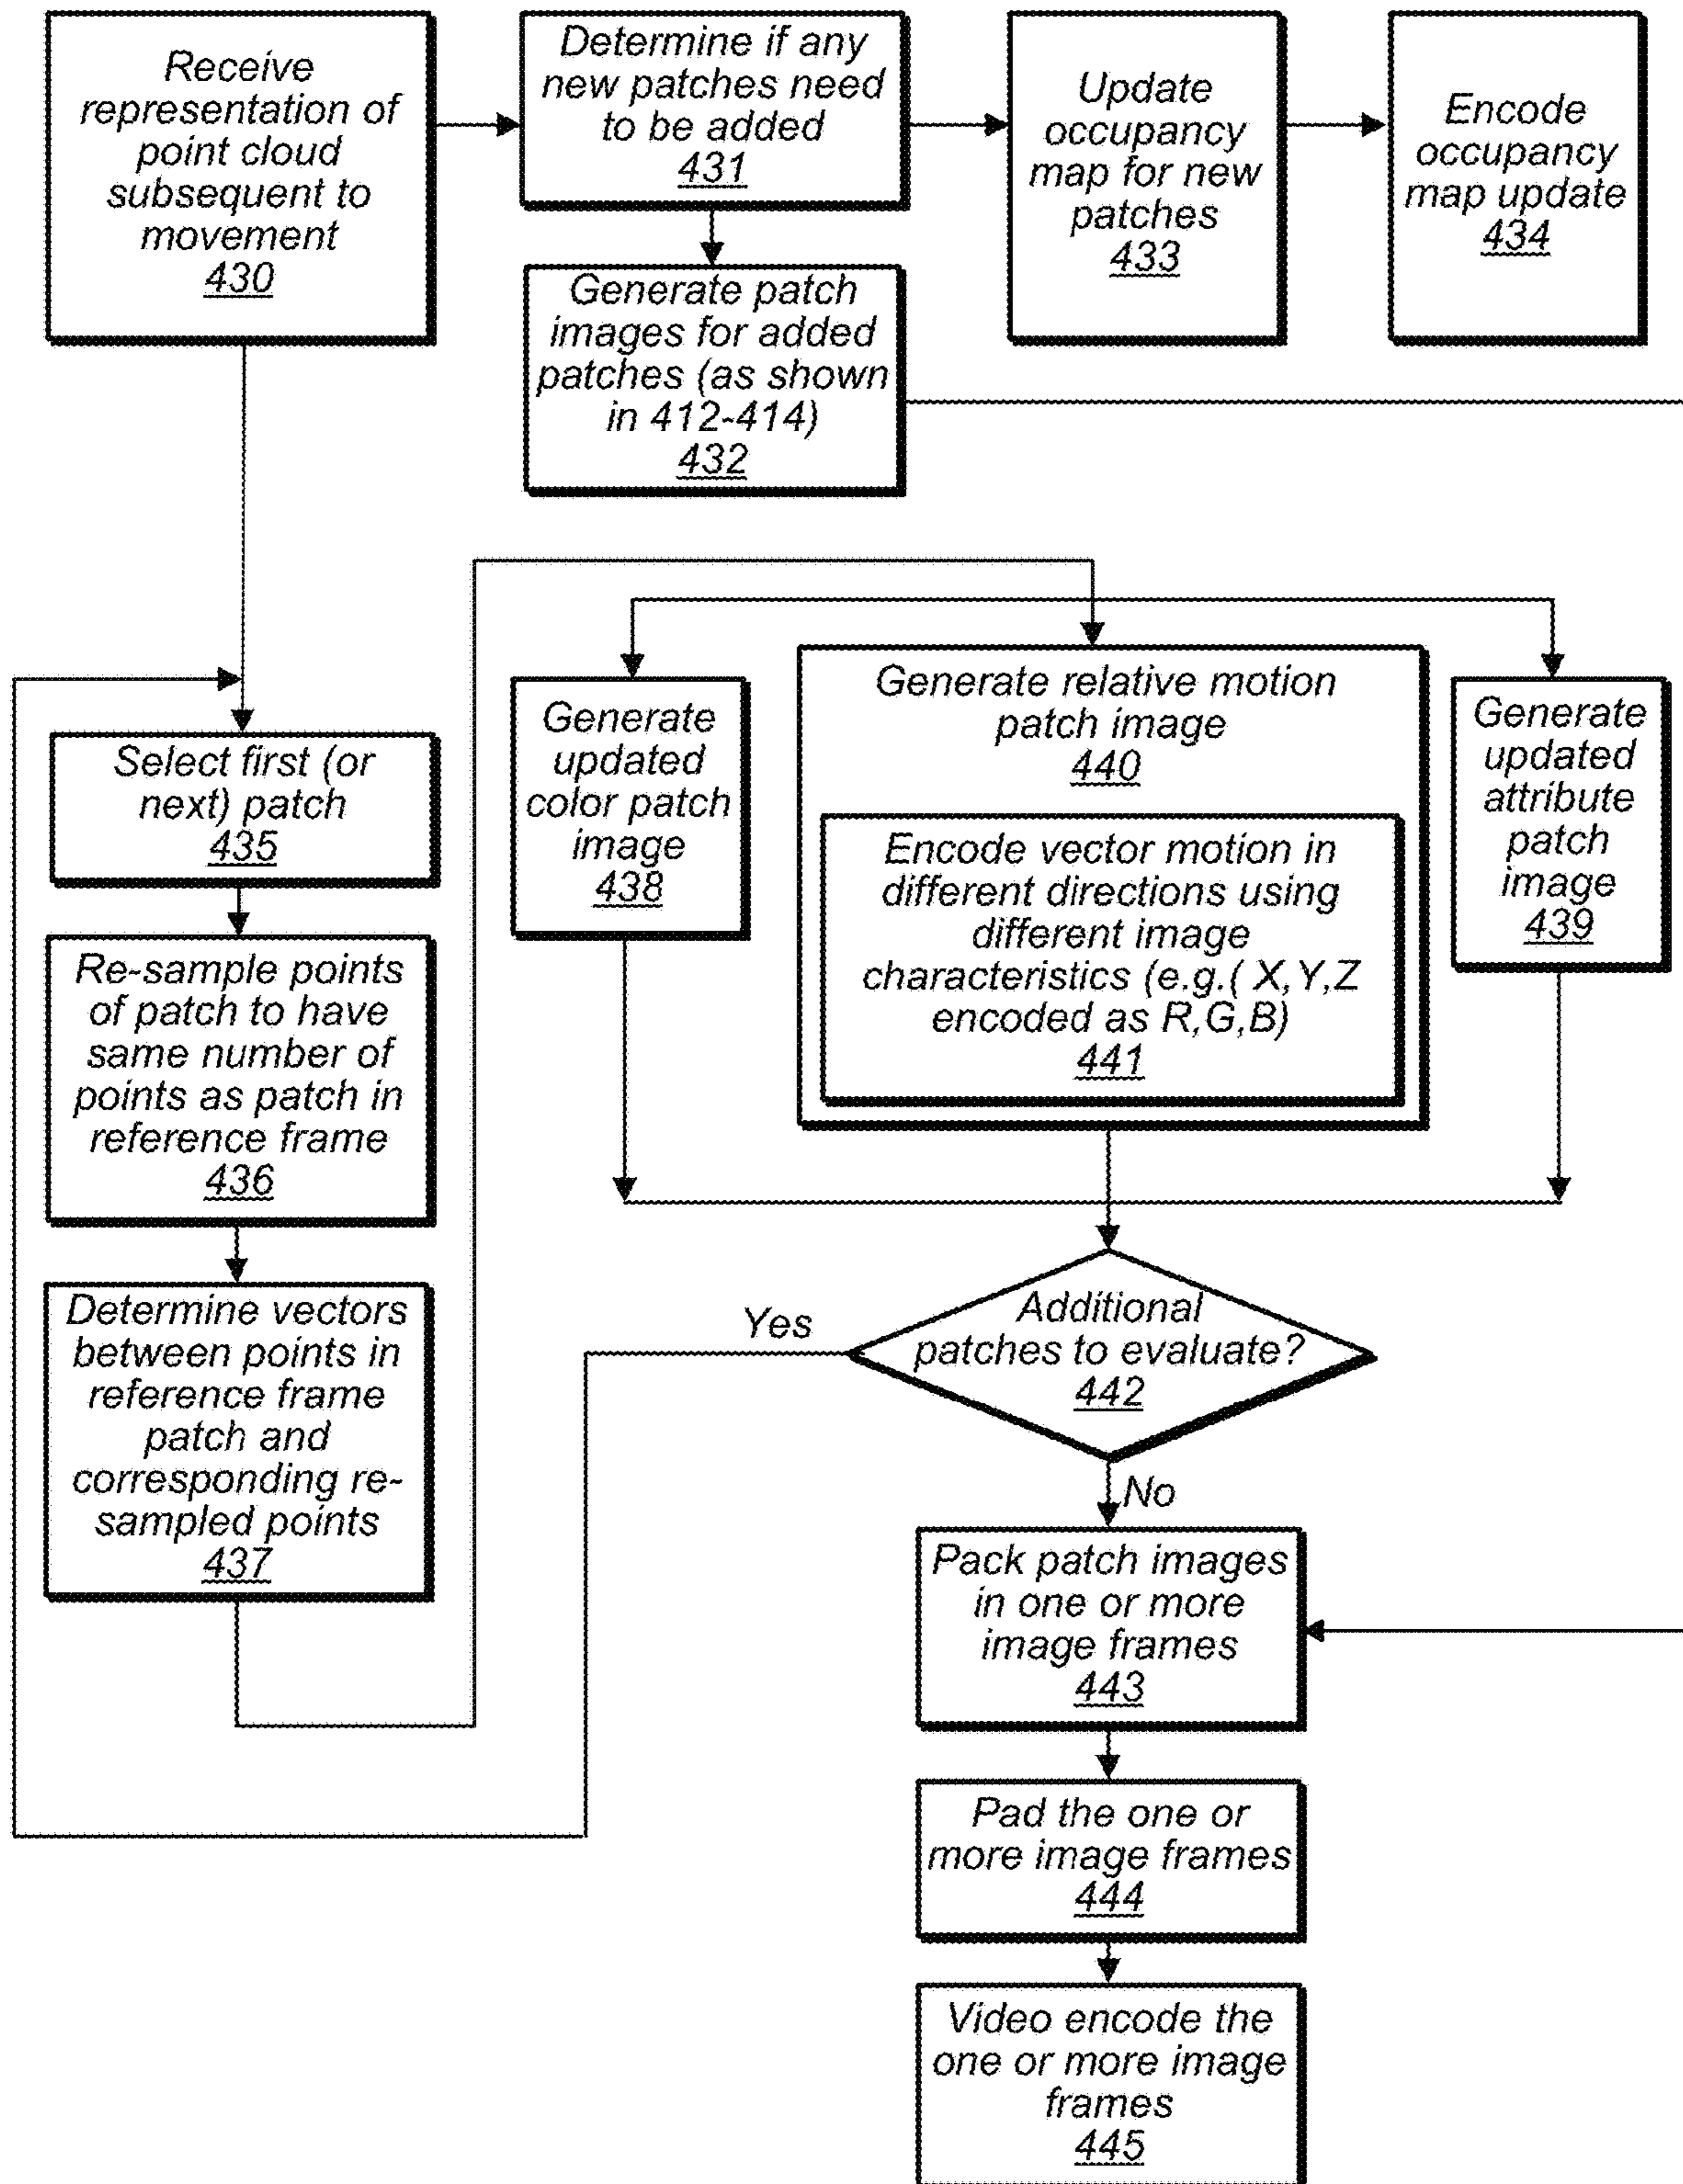 Receive
representation of
point cloud
subsequent to
movement
430
Determine if any
new patches need
to be added
431
Update
occupancy
map for new
patches
433
Encode
occupancy
map update
434
Generate patch
images for added
patches (as shown
in 412-414)
432
Select first (or
next) patch
435
Re-sample points
of patch to have
same number of
points as patch in
reference frame
436
Determine vectors
between points in
reference frame
patch and
corresponding re-
sampled points
437
Generate
updated
color patch
image
438
Generate relative motion
patch image
440
Encode vector motion in
different directions using
different image
characteristics (e.g.( X,Y,Z
encoded as R,G,B)
441
Generate
updated
attribute
patch
image
439
Yes
Additional
patches to evaluate?
442
No
Pack patch images
in one or more
image frames
443
Pad the one or
more image frames
444
Video encode the
one or more image
frames
445